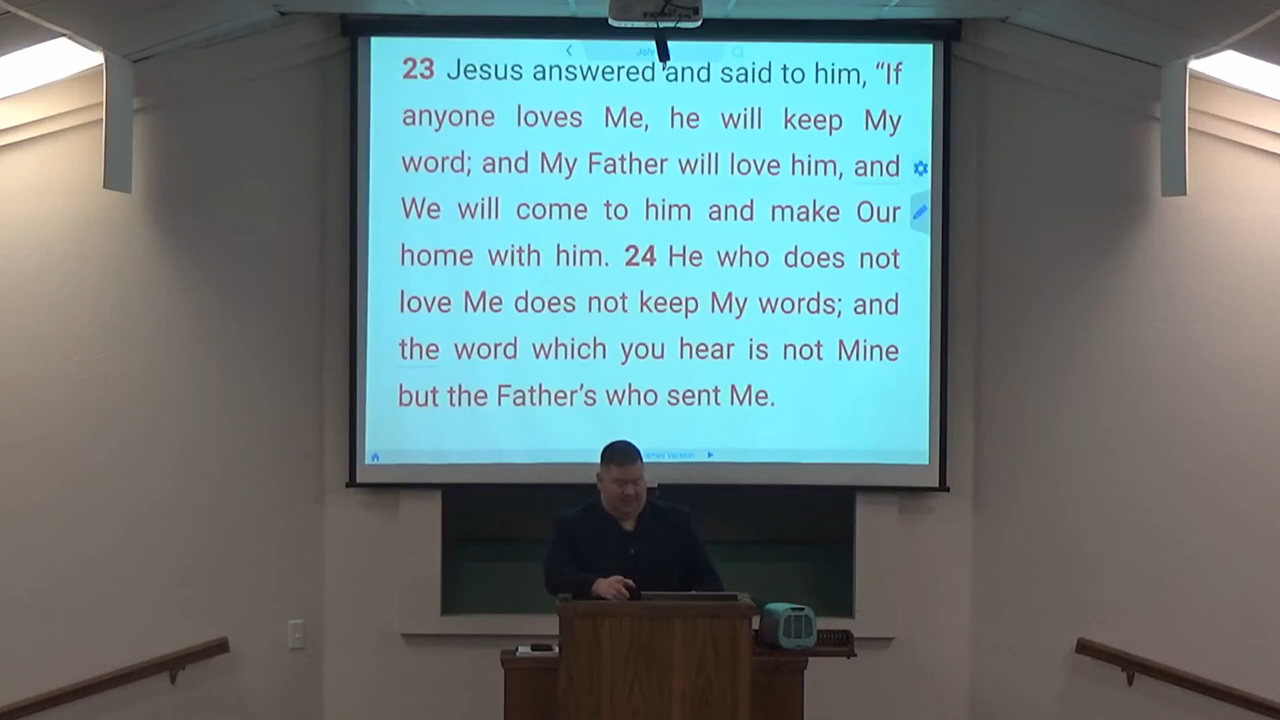 John
23 Jesus answered and said to him, “If
anyone loves Me, he will keep My
word; and My Father will love him, and
We will come to him and make Our
home with him. 24 He who does not
love Me does not keep My words; and
the word which you hear is not Mine
but the Father’s who sent Me.
Version